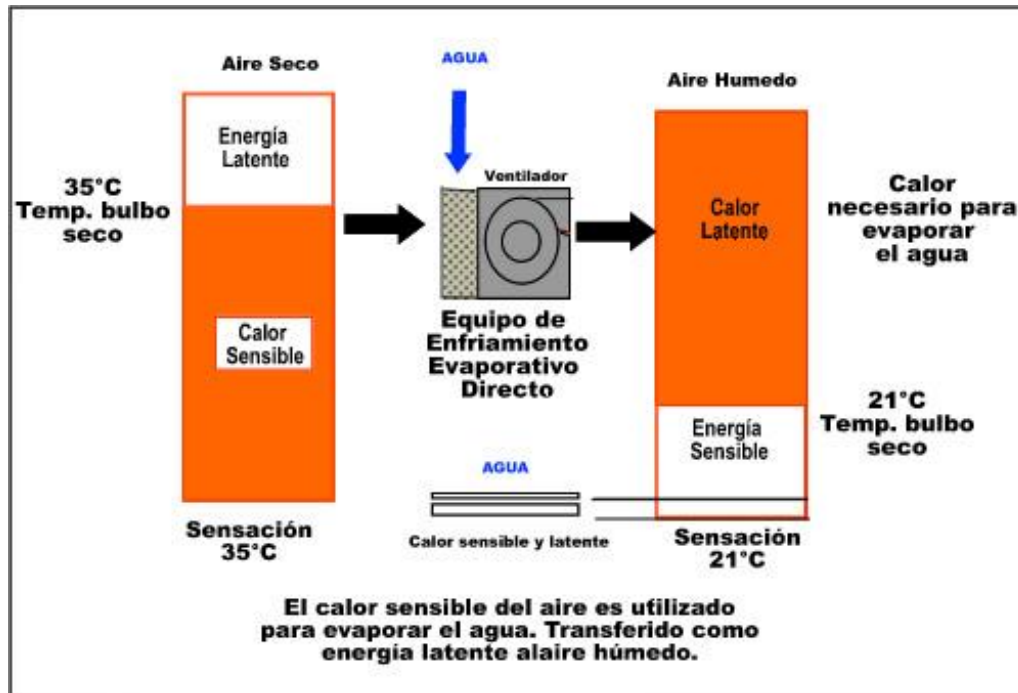 Aire Seco
Energía
Latente
35°C
Temp. bulbo
seco
Calor
Sensible
Sensación
35°C
AGUA
Ventilador
Equipo de
Enfriamiento
Evaporativo
Directo
AGUA
Calor sensible y latente
Aire Humedo
Calor
Latente
Calor
necesario para
evaporar
el agua
Energía
Sensible
21°C
Temp. bulbo
seco
Sensación
21°C
El calor sensible del aire es utilizado
para evaporar el agua. Transferido como
energía latente alaire húmedo.